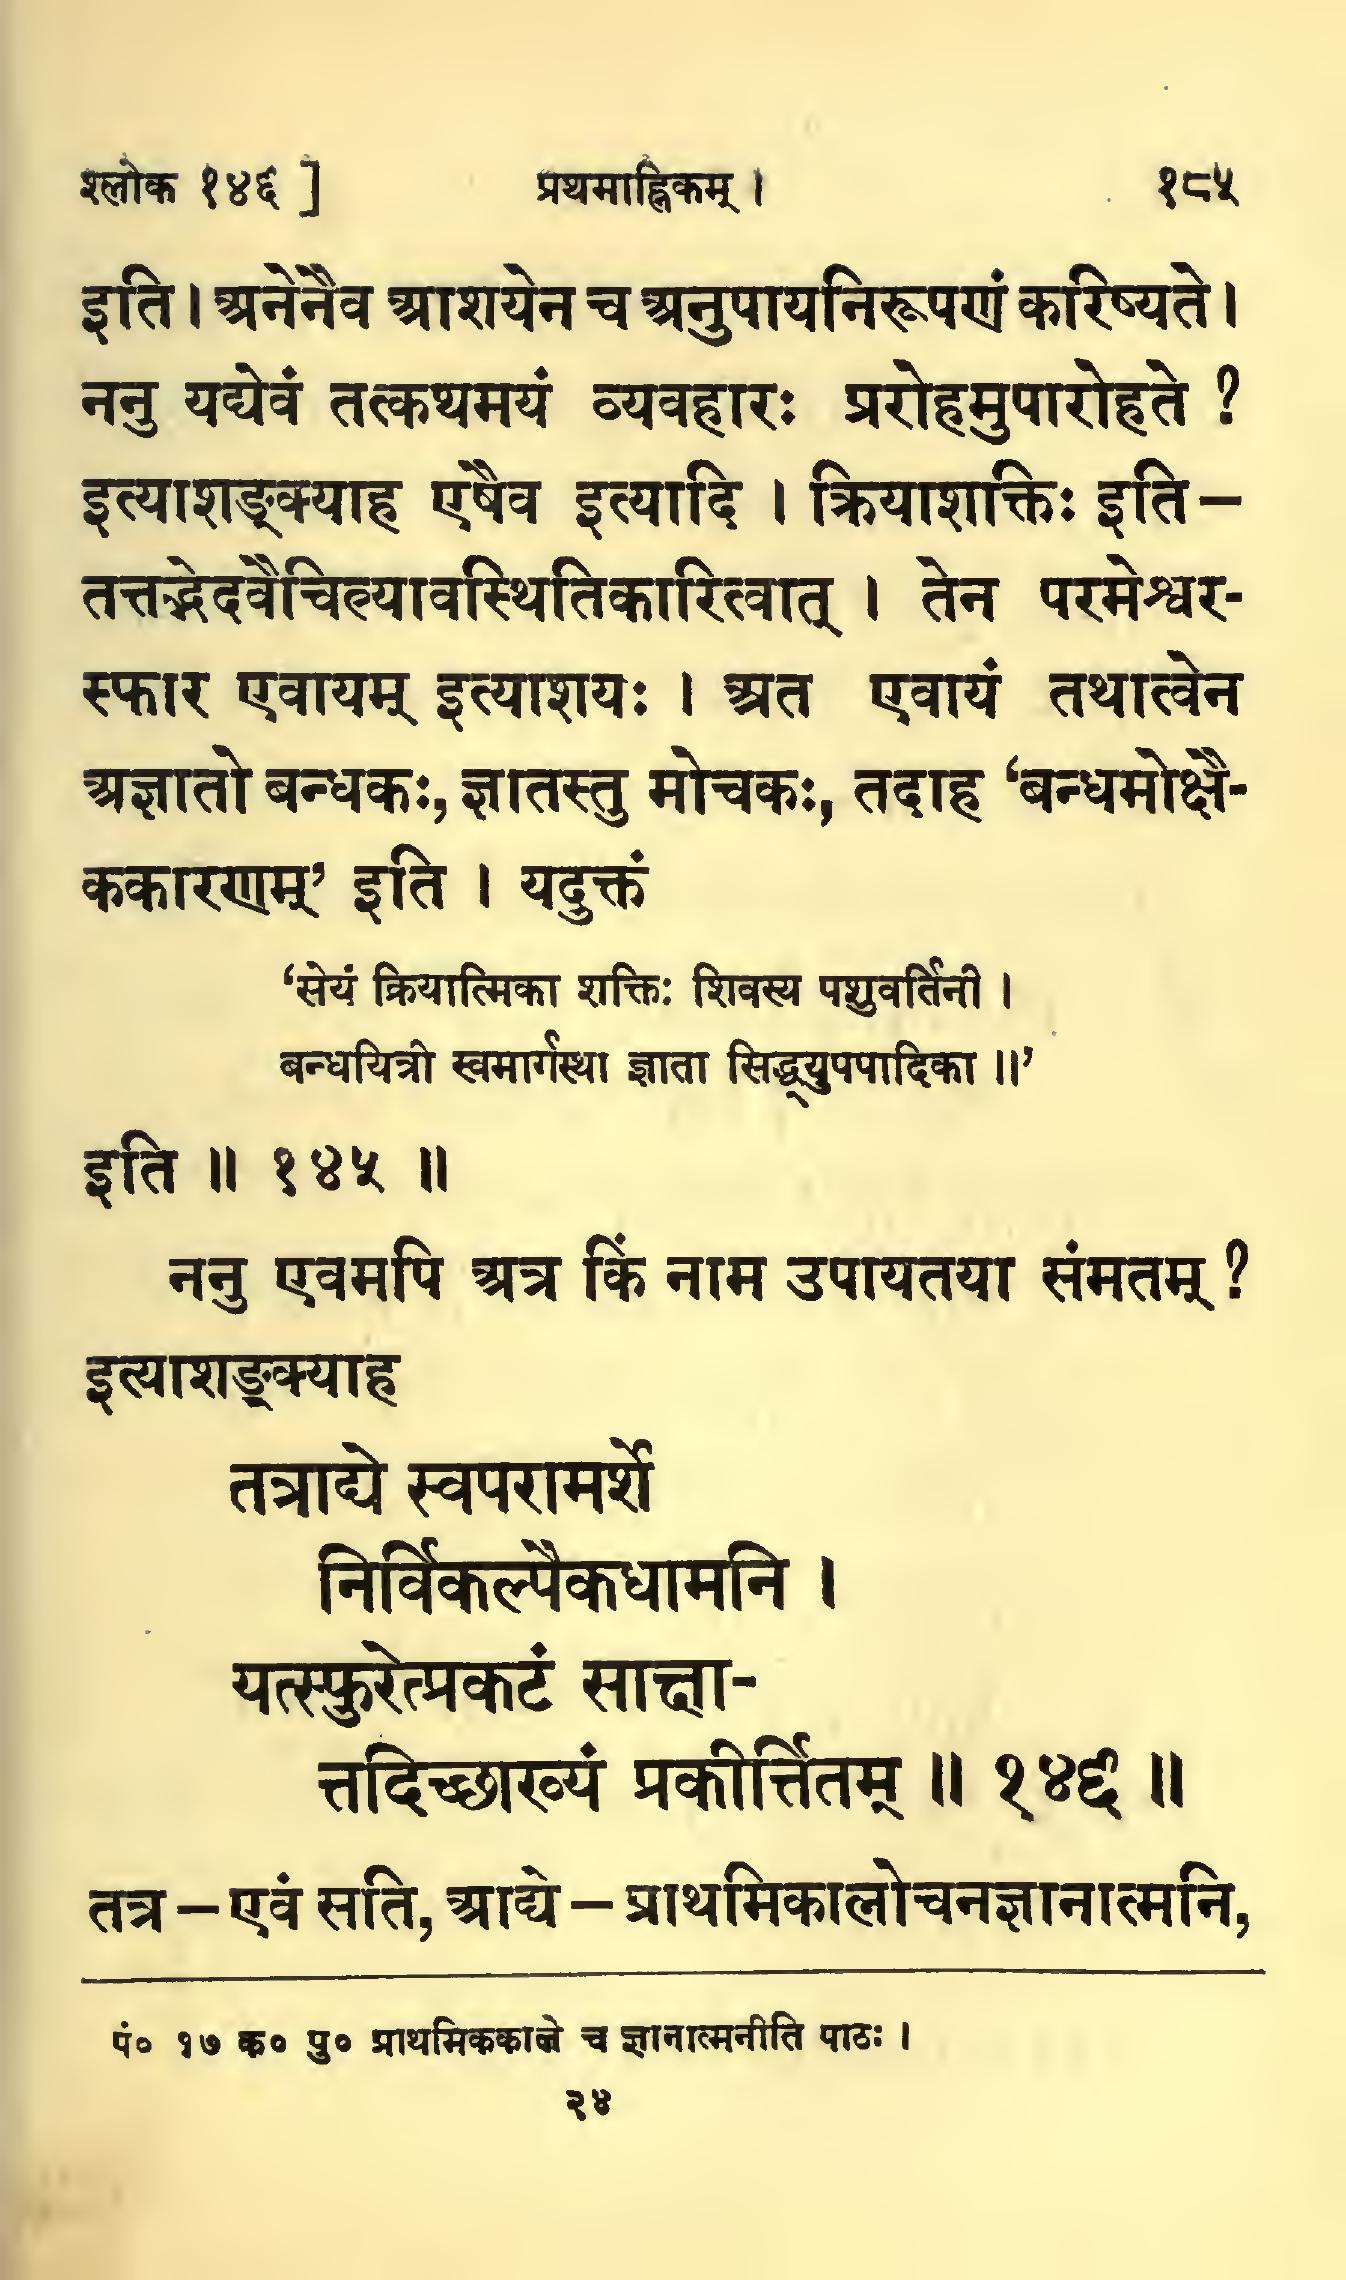 श्लोक १४६ ] प्रथमाह्निकम् । १८५
इति । अनेनैव आशयेन च अनुपायनिरूपणं करिष्यते ।
ननु यद्येवं तत्कथमयं व्यवहारः प्ररोहमुपारोहते ?
इत्याशङ्क्याह एषैव इत्यादि । क्रियाशक्तिः इति –
तत्तद्भेदवैचित्र्यावस्थितिकारित्वात् । तेन परमेश्वर-
स्फार एवायम् इत्याशयः । अत एवायं तथात्वेन
अज्ञातो बन्धकः, ज्ञातस्तु मोचकः, तदाह ‘बन्धमोक्षै-
ककारणम्’ इति । यदुक्तं
‘सेयं क्रियात्मिका शक्तिः शिवस्य पशुवर्तिनी ।
बन्धयित्री स्वमार्गस्था ज्ञाता सिद्ध्युपपादिका ॥’
इति ॥ १४५ ॥
ननु एवमपि अत्र किं नाम उपायतया संमतम् ?
इत्याशङ्क्याह
तत्राद्ये स्वपरामर्शे
निर्विकल्पैकधामनि ।
यत्स्फुरेत्प्रकटं साक्षा-
त्तदिच्छाख्यं प्रकीर्त्तितम् ॥ १४६ ॥
तत्र – एवं सति, आद्ये – प्राथमिकालोचनज्ञानात्मनि,
पं० १७ क० पु० प्राथमिककाले च ज्ञानात्मनीति पाठः ।
२४